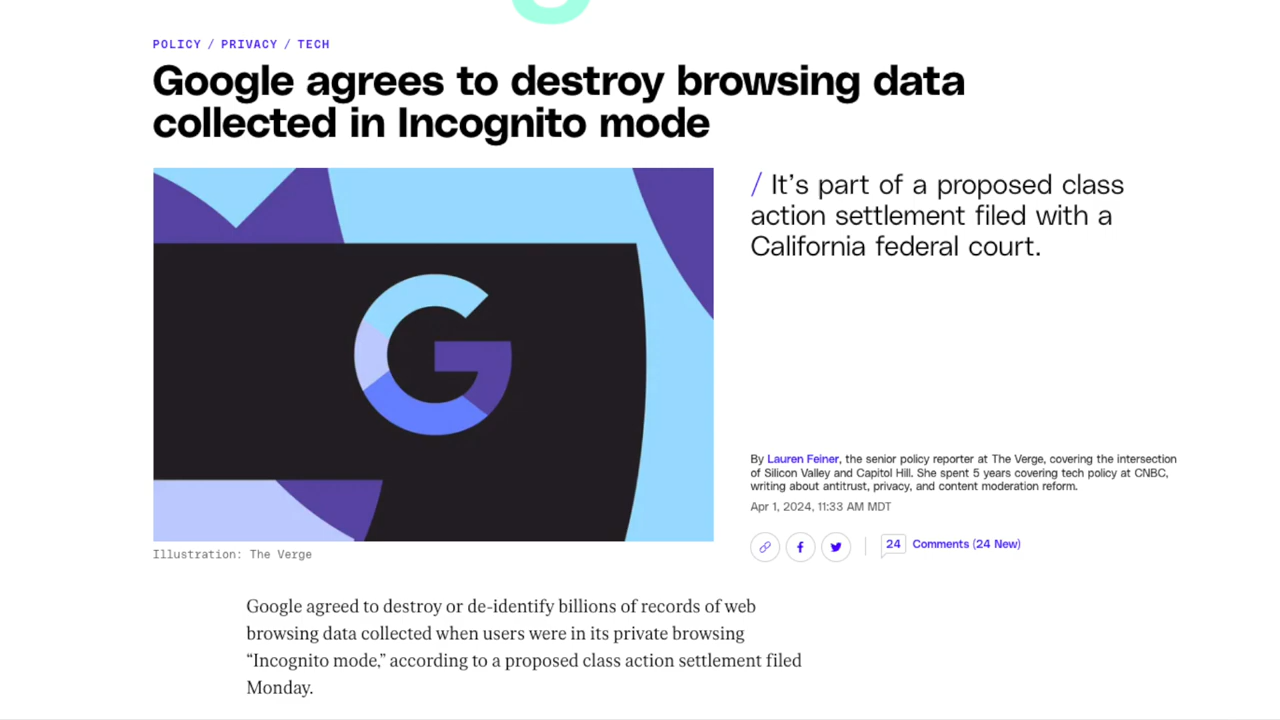 POLICY / PRIVACY / TECH
Google agrees to destroy browsing data
collected in Incognito mode
/ It’s part of a proposed class
action settlement filed with a
California federal court.
By Lauren Feiner, the senior policy reporter at The Verge, covering the intersection
of Silicon Valley and Capitol Hill. She spent 5 years covering tech policy at CNBC,
writing about antitrust, privacy, and content moderation reform.
Apr 1, 2024, 11:33 AM MDT
24 Comments (24 New)
Illustration: The Verge
Google agreed to destroy or de-identify billions of records of web
browsing data collected when users were in its private browsing
“Incognito mode,” according to a proposed class action settlement filed
Monday.